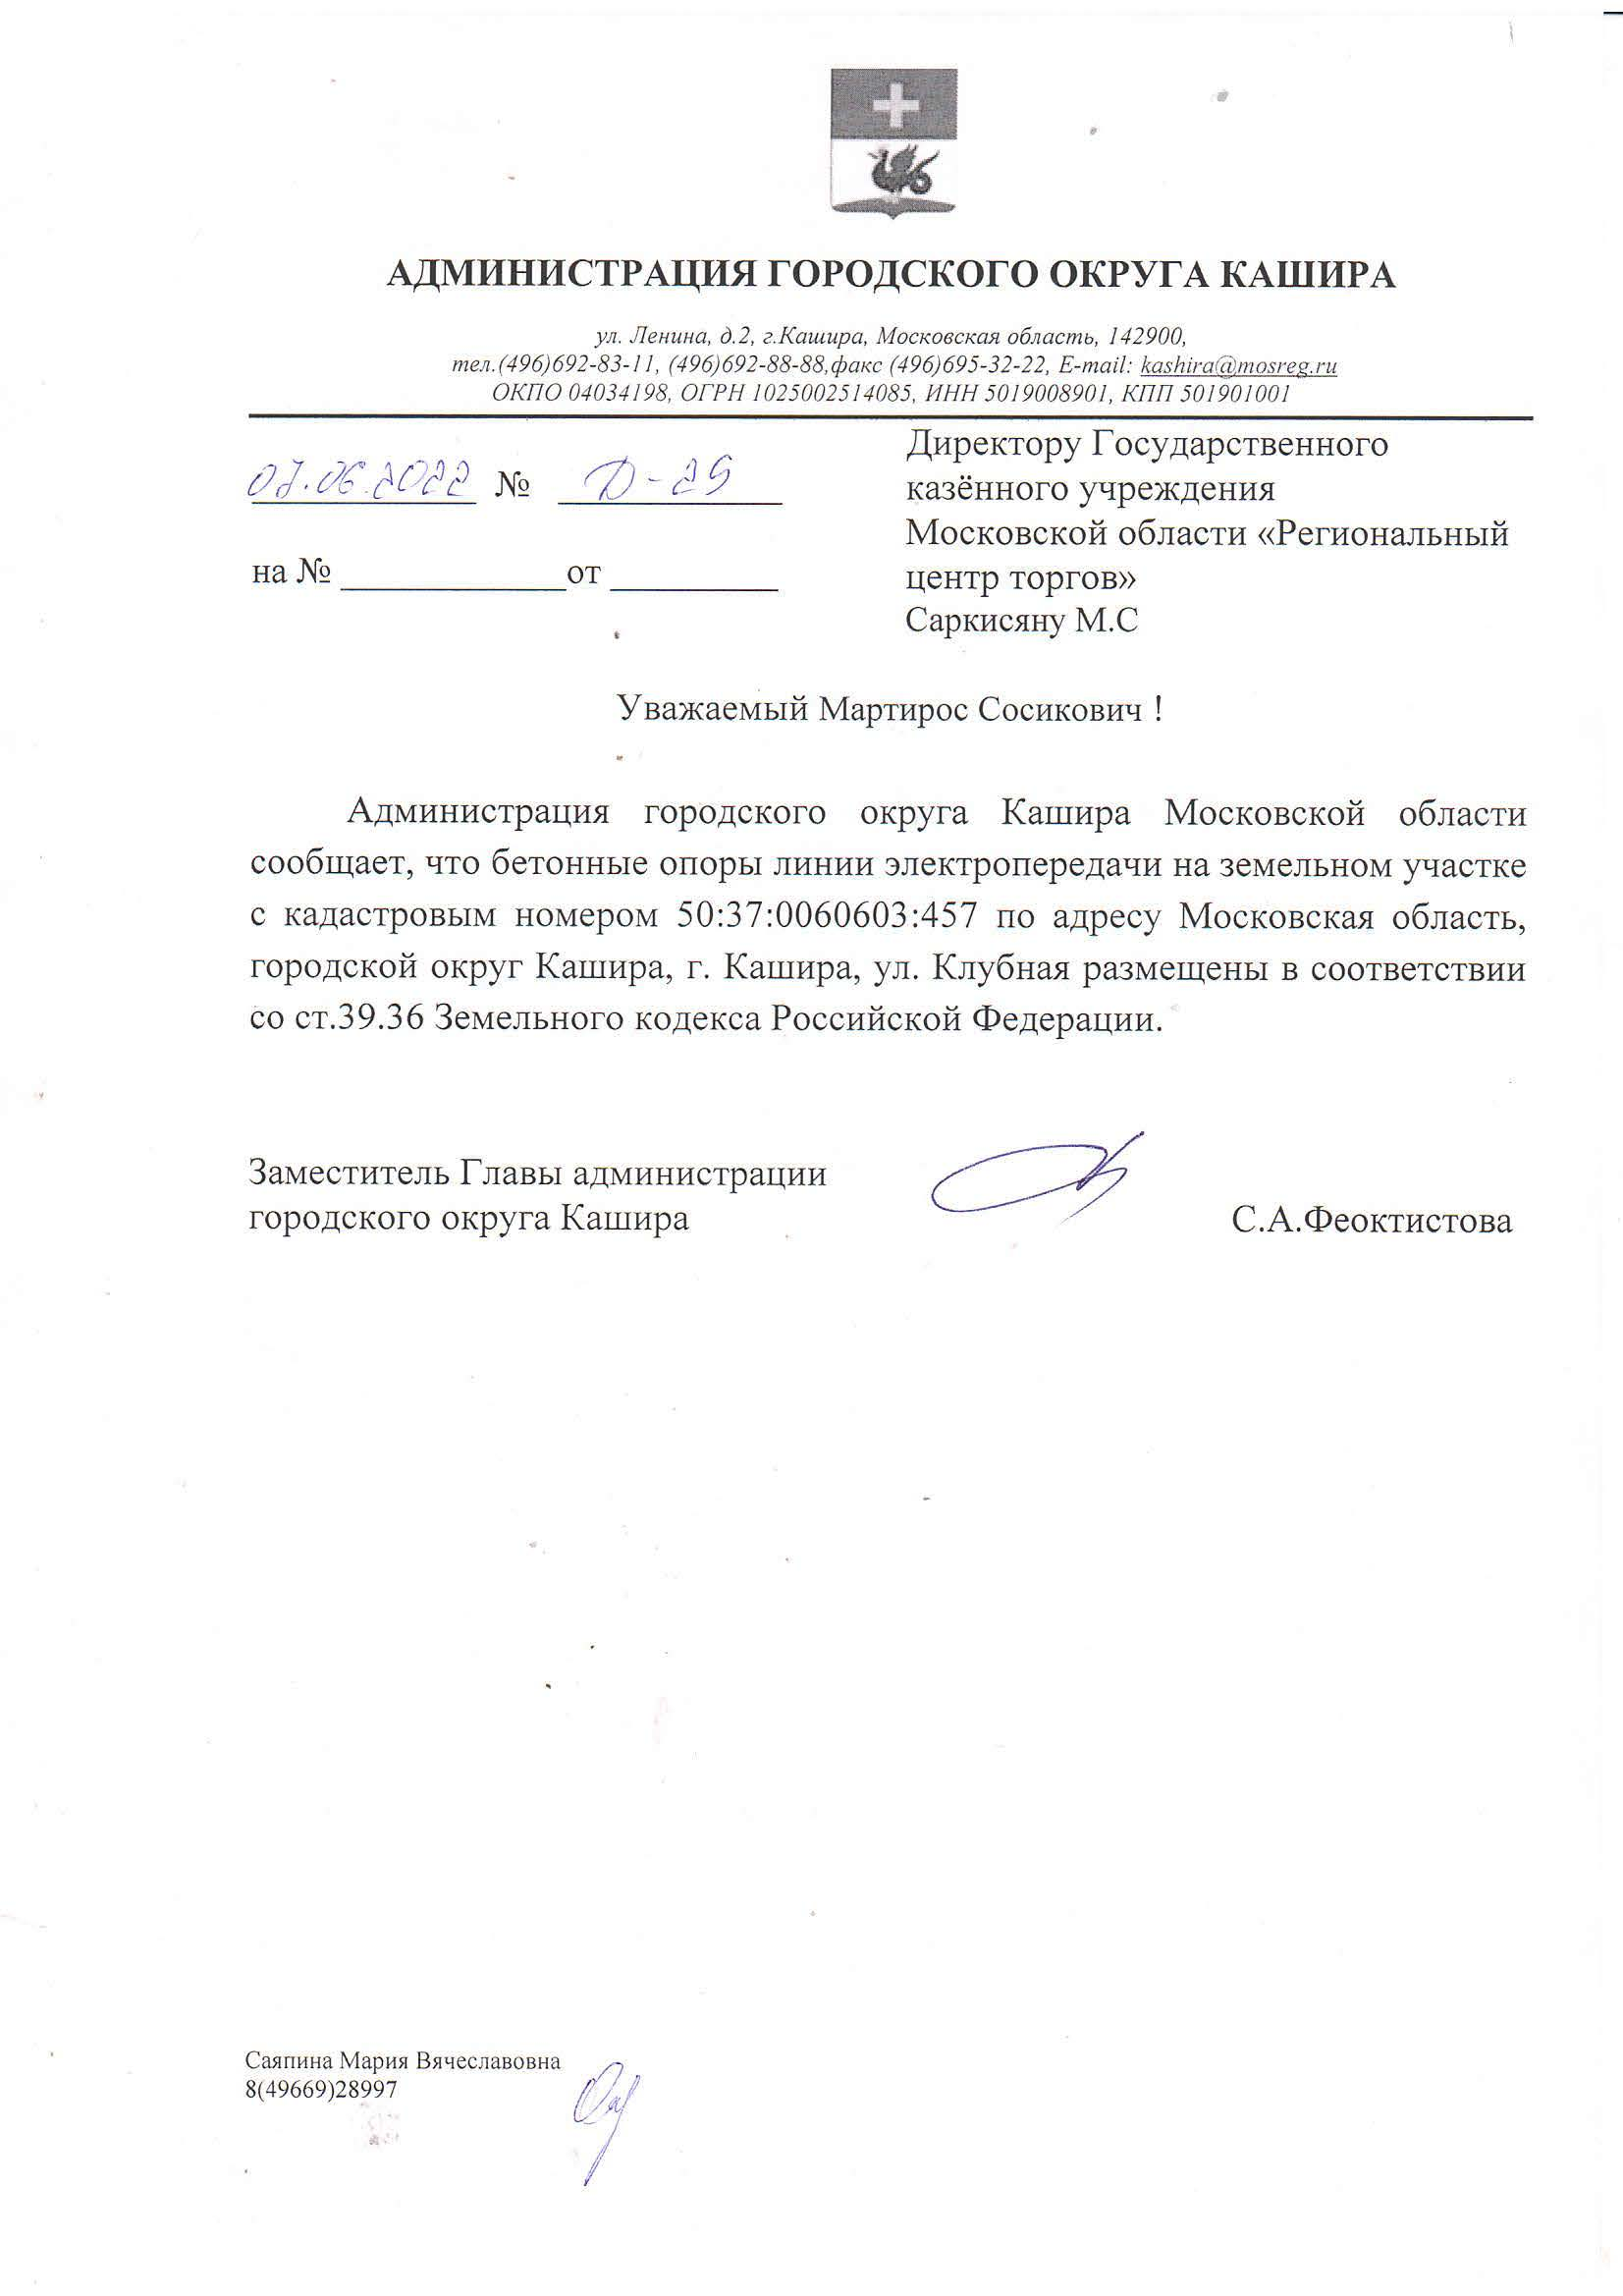 АДМИНИСТРАЦИЯ ГОРОДСКОГО ОКРУГА КАШИРА
ул. Ленина, д.2, г.Кашира, Московская область, 142900,
тел.(496)692-83-11, (496)692-88-88,факс (496)695-32-22, E-mail: kashira@mosreg.ru
ОКПО 04034198, ОГРН 1025002514085, ИНН 5019008901, КПП 501901001
07.06.2022 № Д-29
на № ____________ от _________
Директору Государственного
казённого учреждения
Московской области «Региональный
центр торгов»
Саркисяну М.С
Уважаемый Мартирос Сосикович !
Администрация городского округа Кашира Московской области
сообщает, что бетонные опоры линии электропередачи на земельном участке
с кадастровым номером 50:37:0060603:457 по адресу Московская область,
городской округ Кашира, г. Кашира, ул. Клубная размещены в соответствии
со ст.39.36 Земельного кодекса Российской Федерации.
Заместитель Главы администрации
городского округа Кашира С.А.Феоктистова
Саяпина Мария Вячеславовна
8(49669)28997